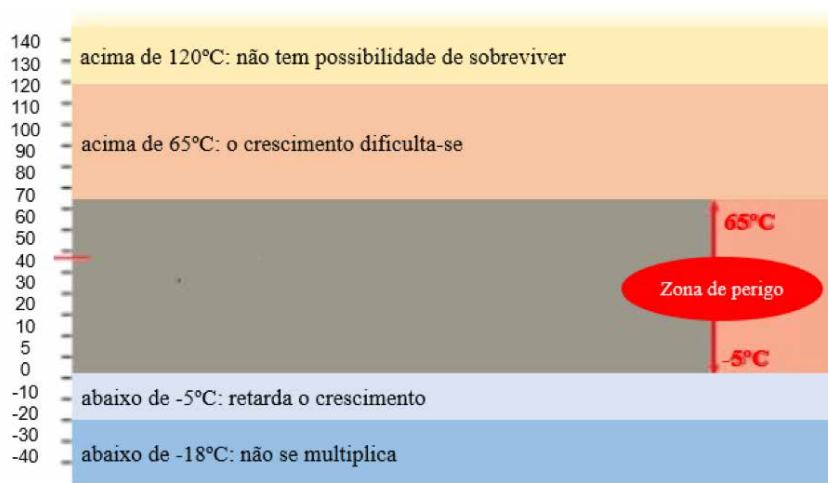 140
130
120
110
100
90
80
70
60
50
40
30
20
10
5
0
-10
-20
-30
-40
acima de 120ºC: não tem possibilidade de sobreviver
acima de 65ºC: o crescimento difículta-se
65ºC
Zona de perigo
-5ºC
abaixo de -5ºC: retarda o crescimento
abaixo de -18ºC: não se multiplica